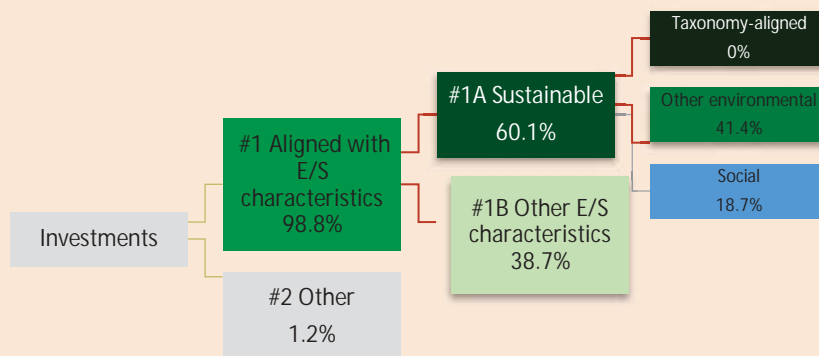 Investments
#1 Aligned with
E/S
characteristics
98.8%
#2 Other
1.2%
#1A Sustainable
60.1%
#1B Other E/S
characteristics
38.7%
Taxonomy-aligned
0%
Other environmental
41.4%
Social
18.7%